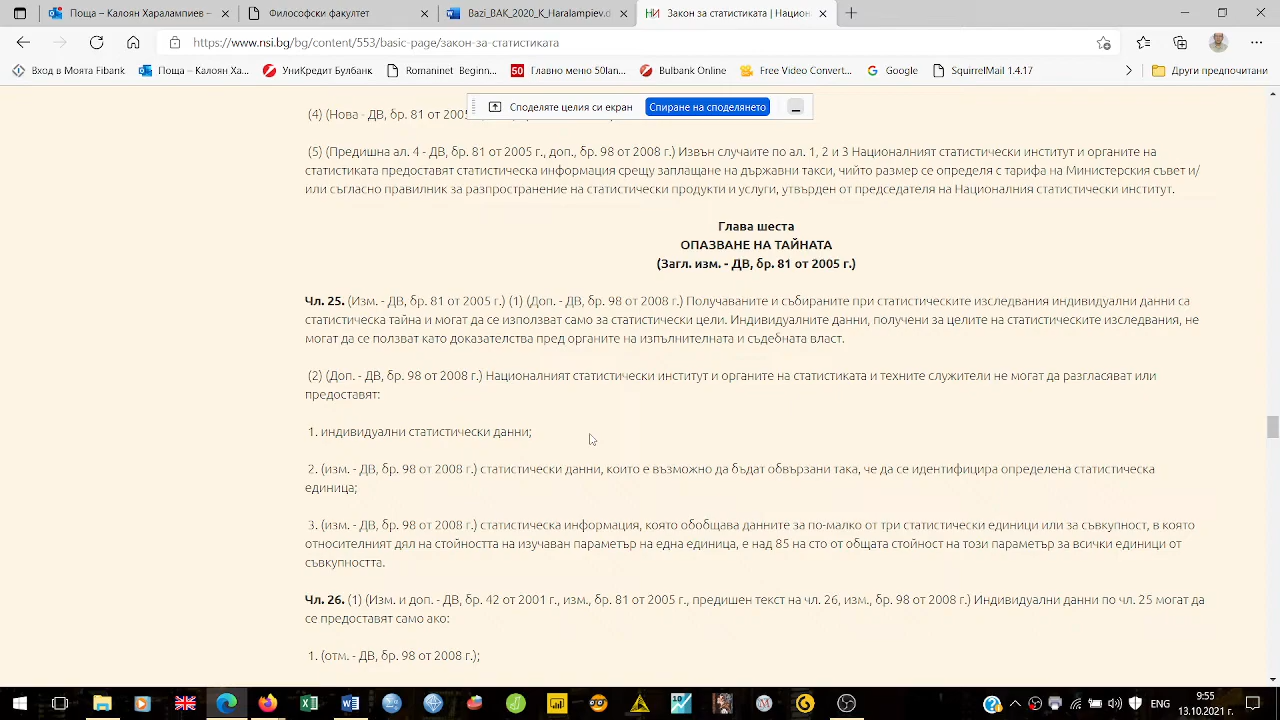 Поща – Калоян Харалампиев -
Философски факултет
Bazi_BAK_2020_K_Haralampiev.d
Закон за статистиката | Национ
https://www.nsi.bg/bg/content/553/basic-page/закон-за-статистиката
Вход в Моята Fibank
Поща – Калоян Ха...
УниКредит Булбанк
Romaninet Beginn...
50 Главно меню 50lan...
Bulbank Online
Free Video Convert...
Google
SquirrelMail 1.4.17
Други предпочитани
Споделяте целия си екран
Спиране на споделянето
(4) (Нова - ДВ, бр. 81 от 2005
(5) (Предишна ал. 4 - ДВ, бр. 81 от 2005 г., доп., бр. 98 от 2008 г.) Извън случаите по ал. 1, 2 и 3 Националният статистически институт и органите на
статистиката предоставят статистическа информация срещу заплащане на държавни такси, чийто размер се определя с тарифа на Министерския съвет и/
или съгласно правилник за разпространение на статистически продукти и услуги, утвърден от председателя на Националния статистически институт.
Глава шеста
ОПАЗВАНЕ НА ТАЙНАТА
(Загл. изм. - ДВ, бр. 81 от 2005 г.)
Чл. 25. (Изм. - ДВ, бр. 81 от 2005 г.) (1) (Доп. - ДВ, бр. 98 от 2008 г.) Получаваните и събираните при статистическите изследвания индивидуални данни са
статистическа тайна и могат да се използват само за статистически цели. Индивидуалните данни, получени за целите на статистическите изследвания, не
могат да се ползват като доказателства пред органите на изпълнителната и съдебната власт.
(2) (Доп. - ДВ, бр. 98 от 2008 г.) Националният статистически институт и органите на статистиката и техните служители не могат да разгласяват или
предоставят:
1. индивидуални статистически данни;
2. (изм. - ДВ, бр. 98 от 2008 г.) статистически данни, които е възможно да бъдат обвързани така, че да се идентифицира определена статистическа
единица;
3. (изм. - ДВ, бр. 98 от 2008 г.) статистическа информация, която обобщава данните за по-малко от три статистически единици или за съвкупност, в която
относителният дял на стойността на изучаван параметър на една единица, е над 85 на сто от общата стойност на този параметър за всички единици от
съвкупността.
Чл. 26. (1) (Изм. и доп. - ДВ, бр. 42 от 2001 г., изм., бр. 81 от 2005 г., предишен текст на чл. 26, изм., бр. 98 от 2008 г.) Индивидуални данни по чл. 25 могат да
се предоставят само ако:
1. (отм. - ДВ, бр. 98 от 2008 г.);
9:55
13.10.2021 г.